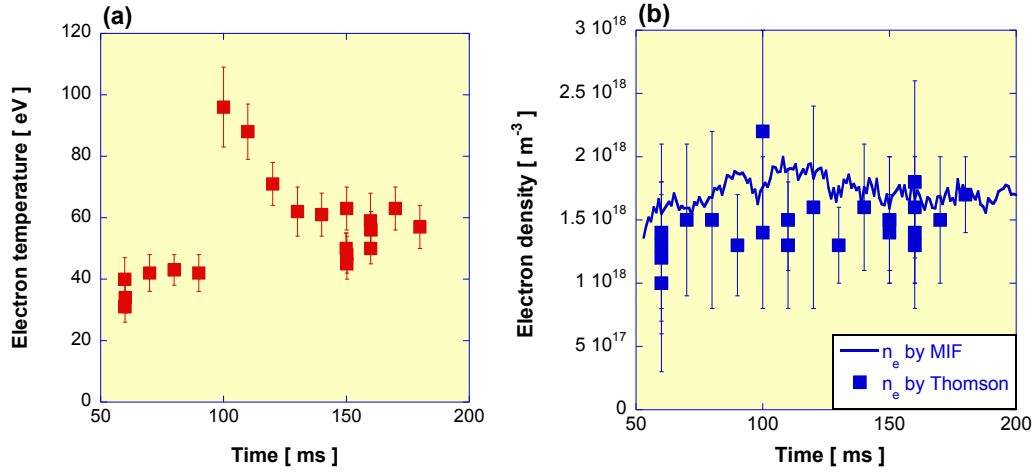 (a)
120
100
80
60
40
20
0
50
100
150
200
Electron temperature [ eV]
Time [ ms ]
(b)
3 10^18
2.5 10^18
2 10^18
1.5 10^18
1 10^18
5 10^17
0
50
100
150
200
Electron density [ m^-3 ]
Time [ ms ]
n_e by MIF
n_e by Thomson